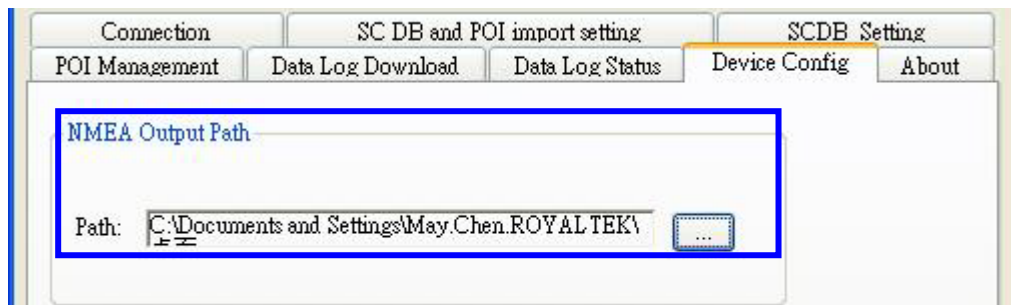 Connection SC DB and POI import setting SCDB Setting
POI Management Data Log Download Data Log Status Device Config About
NMEA Output Path
Path: C:\Documents and Settings\May.Chen.ROYALTEK\
...